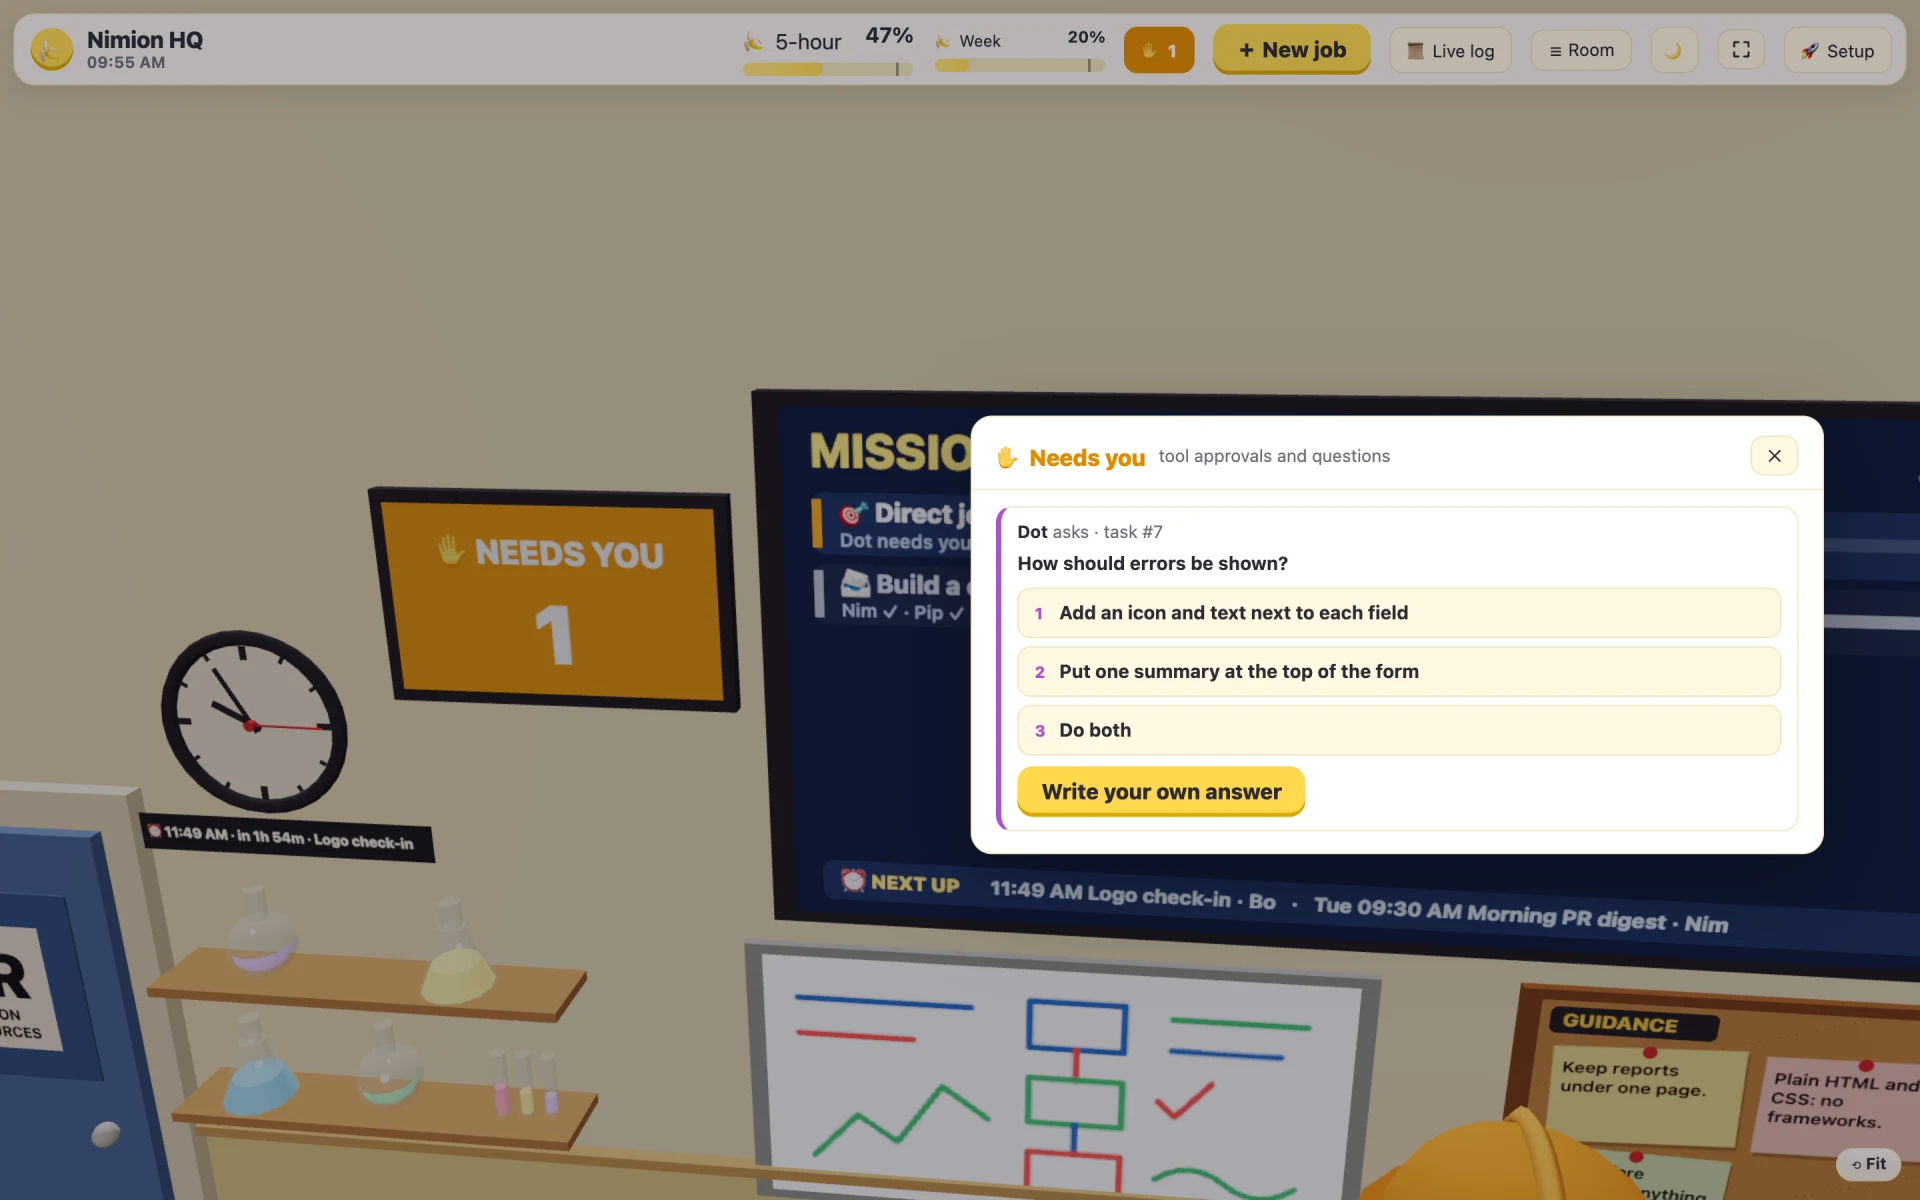 Nimion HQ
09:55 AM
5-hour 47%
Week 20%
1
+ New job
Live log
Room
Setup
MISSIO
Direct
Dot needs you
Build a
Nim ✓ · Pip ✓
NEEDS YOU
1
11:49 AM · in 1h 54m · Logo check-in
Needs you tool approvals and questions
Dot asks · task #7
How should errors be shown?
1 Add an icon and text next to each field
2 Put one summary at the top of the form
3 Do both
Write your own answer
NEXT UP 11:49 AM Logo check-in · Bo · Tue 09:30 AM Morning PR digest · Nim
R
ON
RCES
GUIDANCE
Keep reports
under one page.
Plain HTML and
CSS: no
frameworks.
Fit